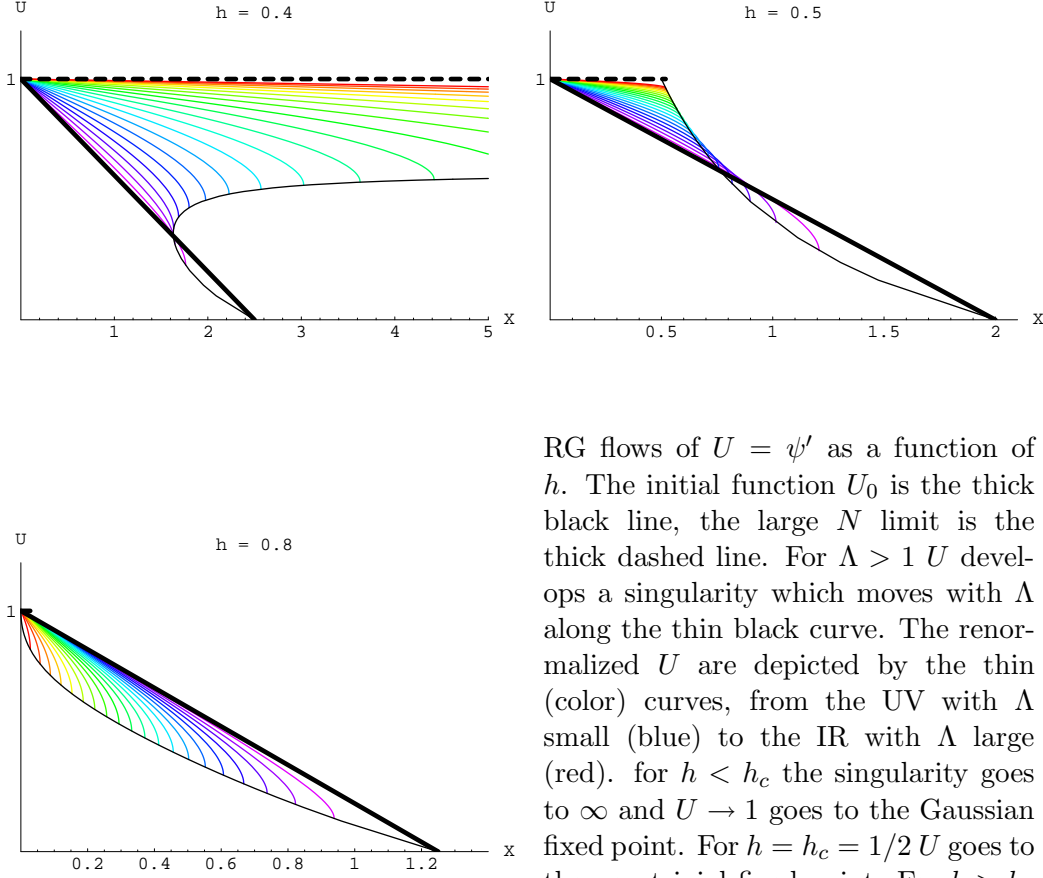 U
h = 0.4
1
1 2 3 4 5 X
U
h = 0.5
1
0.5 1 1.5 2 X
U
h = 0.8
1
0.2 0.4 0.6 0.8 1 1.2 X
RG flows of U = ψ′ as a function of
h. The initial function U₀ is the thick
black line, the large N limit is the
thick dashed line. For Λ > 1 U devel-
ops a singularity which moves with Λ
along the thin black curve. The renor-
malized U are depicted by the thin
(color) curves, from the UV with Λ
small (blue) to the IR with Λ large
(red). for h < h_c the singularity goes
to ∞ and U → 1 goes to the Gaussian
fixed point. For h = h_c = 1/2 U goes to